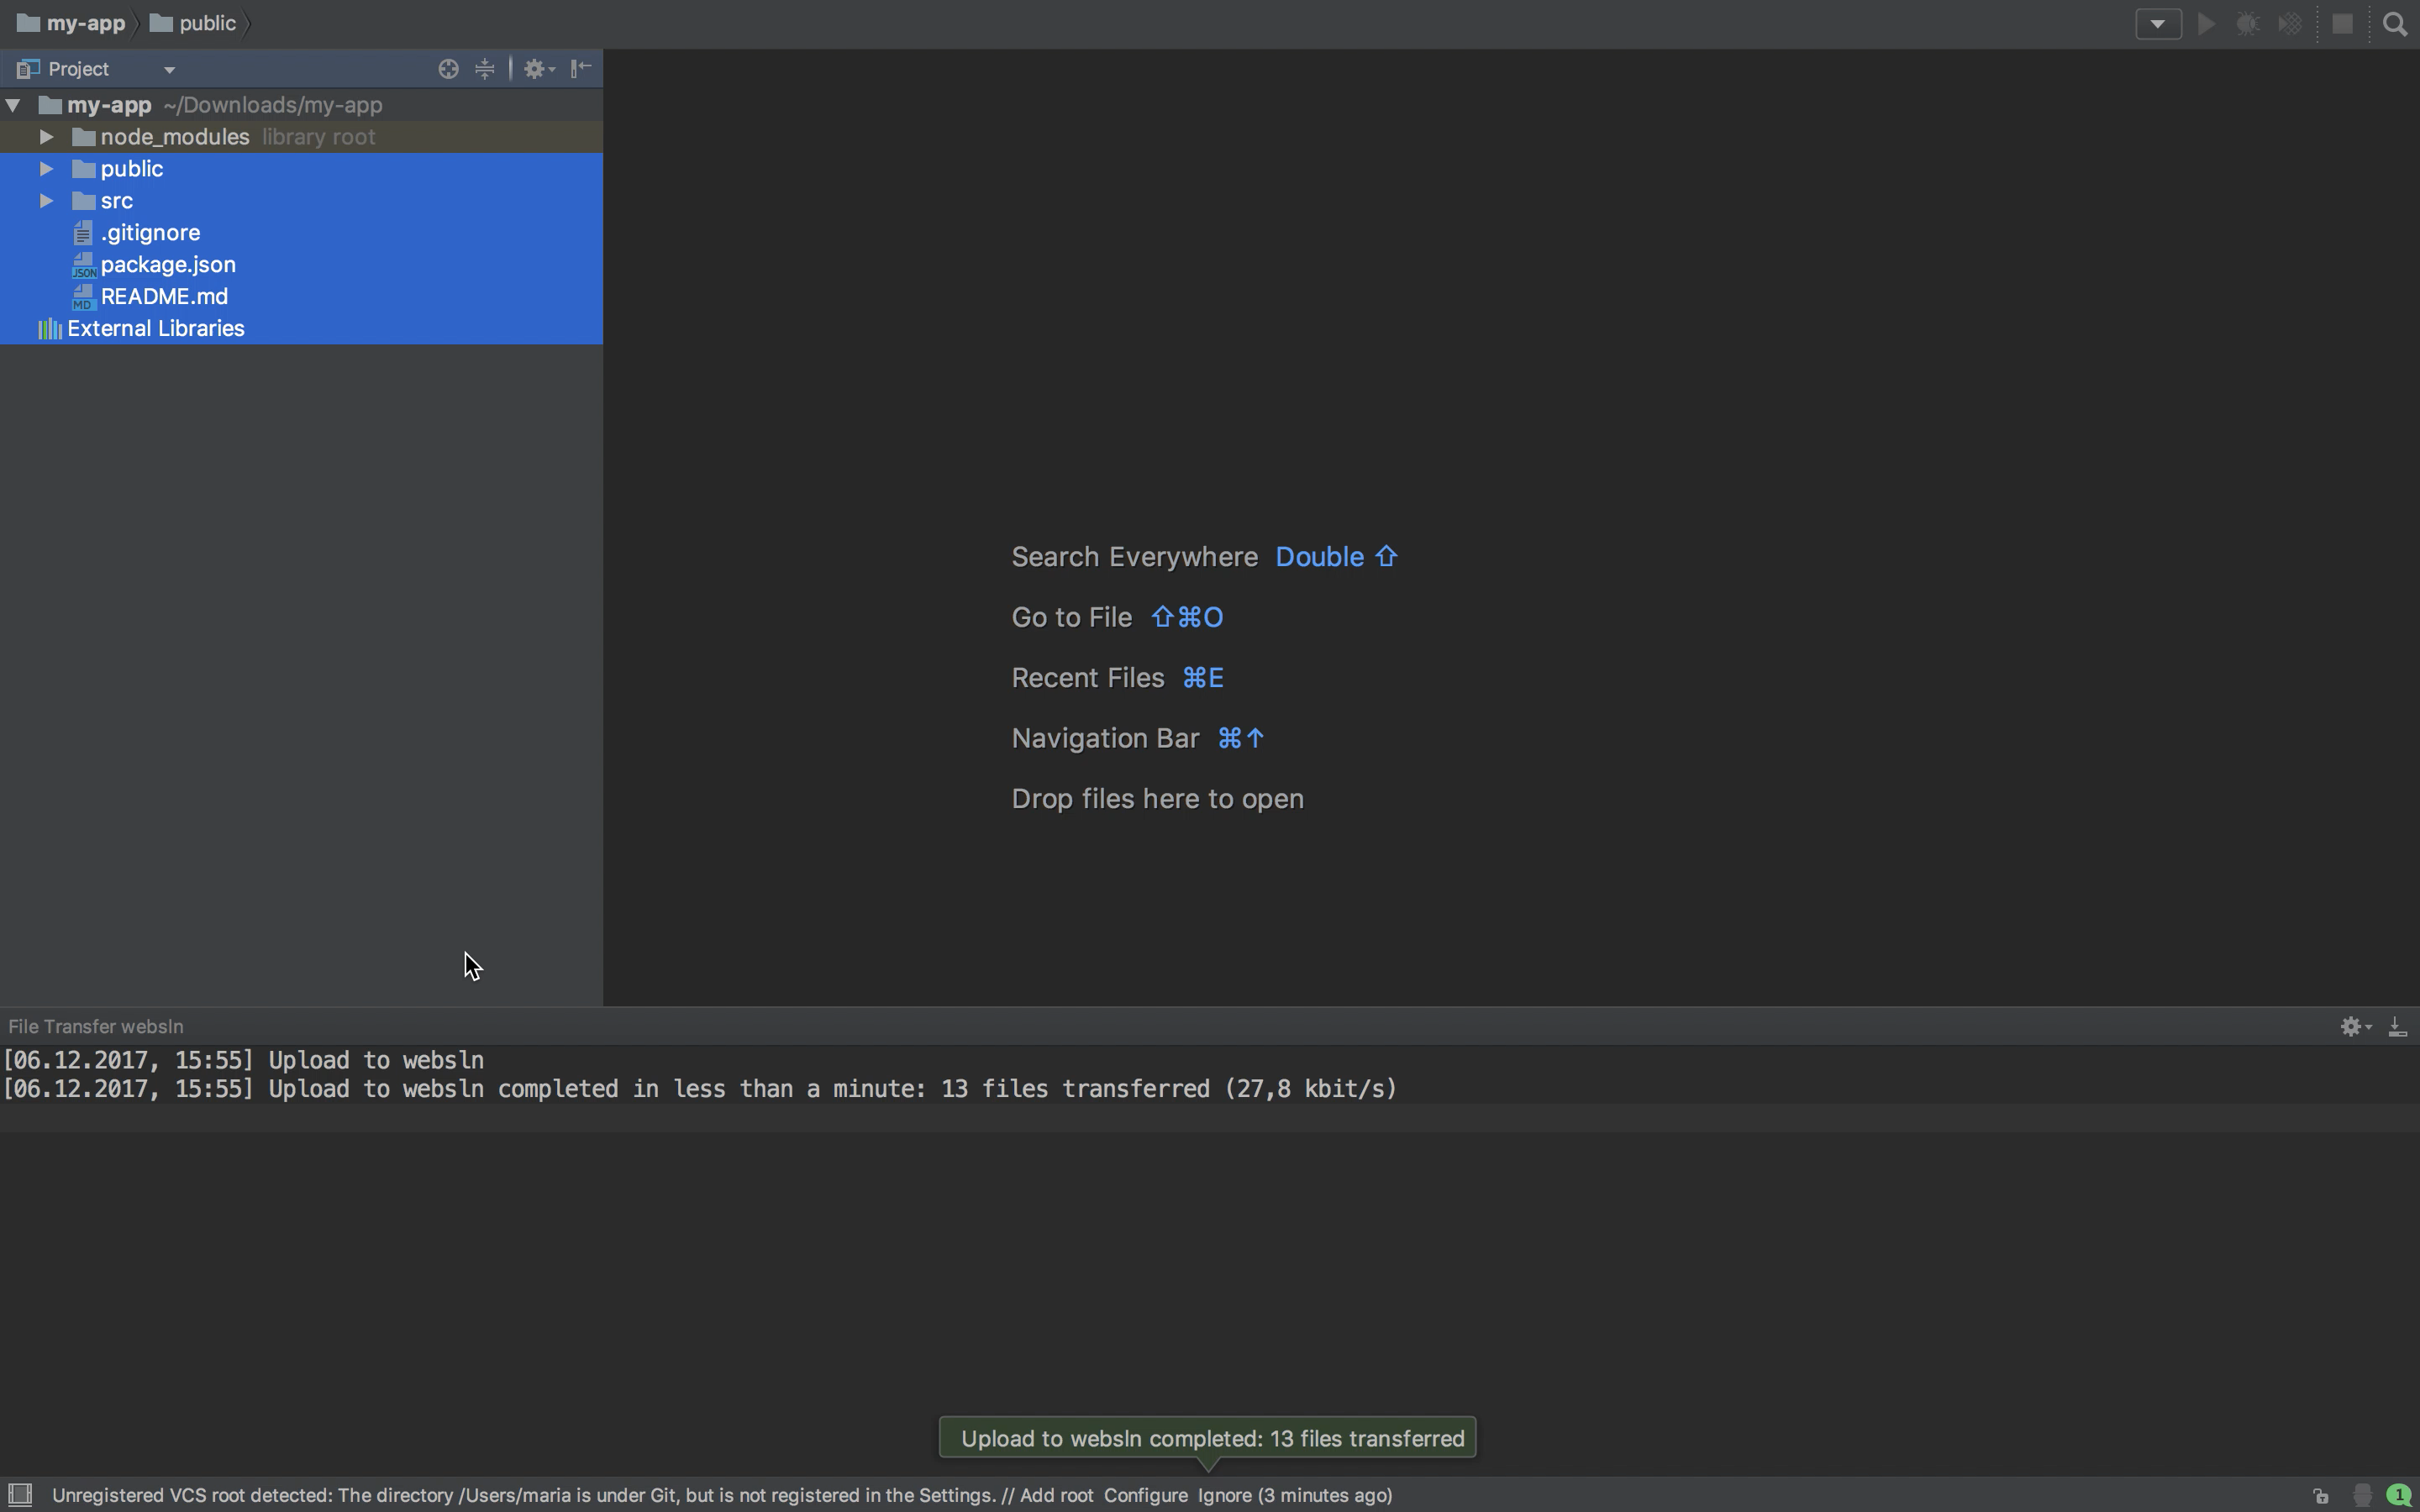 my-app public
Project
my-app ~/Downloads/my-app
node_modules library root
public
src
.gitignore
JSON package.json
MD README.md
External Libraries
Search Everywhere Double ⇧
Go to File ⇧⌘O
Recent Files ⌘E
Navigation Bar ⌘↑
Drop files here to open
File Transfer websln
[06.12.2017, 15:55] Upload to websln
[06.12.2017, 15:55] Upload to websln completed in less than a minute: 13 files transferred (27,8 kbit/s)
Upload to websln completed: 13 files transferred
Unregistered VCS root detected: The directory /Users/maria is under Git, but is not registered in the Settings. // Add root Configure Ignore (3 minutes ago) 1